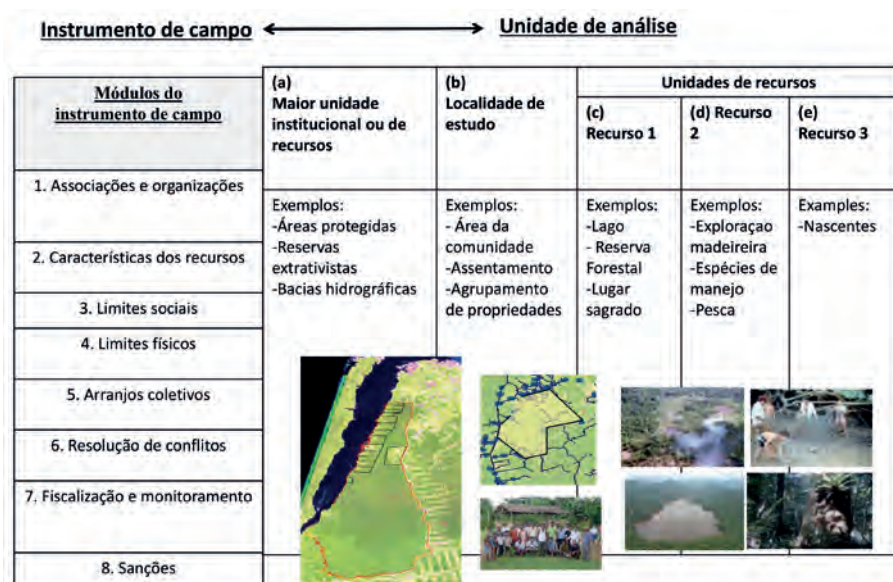 Instrumento de campo
Unidade de análise
Módulos do
instrumento de campo
(a)
Maior unidade
institucional ou de
recursos
(b)
Localidade de
estudo
Unidades de recursos
(c)
Recurso 1
(d) Recurso
2
(e)
Recurso 3
1. Associações e organizações
2. Características dos recursos
3. Limites sociais
4. Limites físicos
5. Arranjos coletivos
6. Resolução de conflitos
7. Fiscalização e monitoramento
8. Sanções
Exemplos:
-Áreas protegidas
-Reservas
extrativistas
-Bacias hidrográficas
Exemplos:
- Área da
comunidade
-Assentamento
-Agrupamento
de propriedades
Exemplos:
-Lago
- Reserva
Forestal
-Lugar
sagrado
Exemplos:
-Exploraçao
madeireira
-Espécies de
manejo
-Pesca
Examples:
-Nascentes